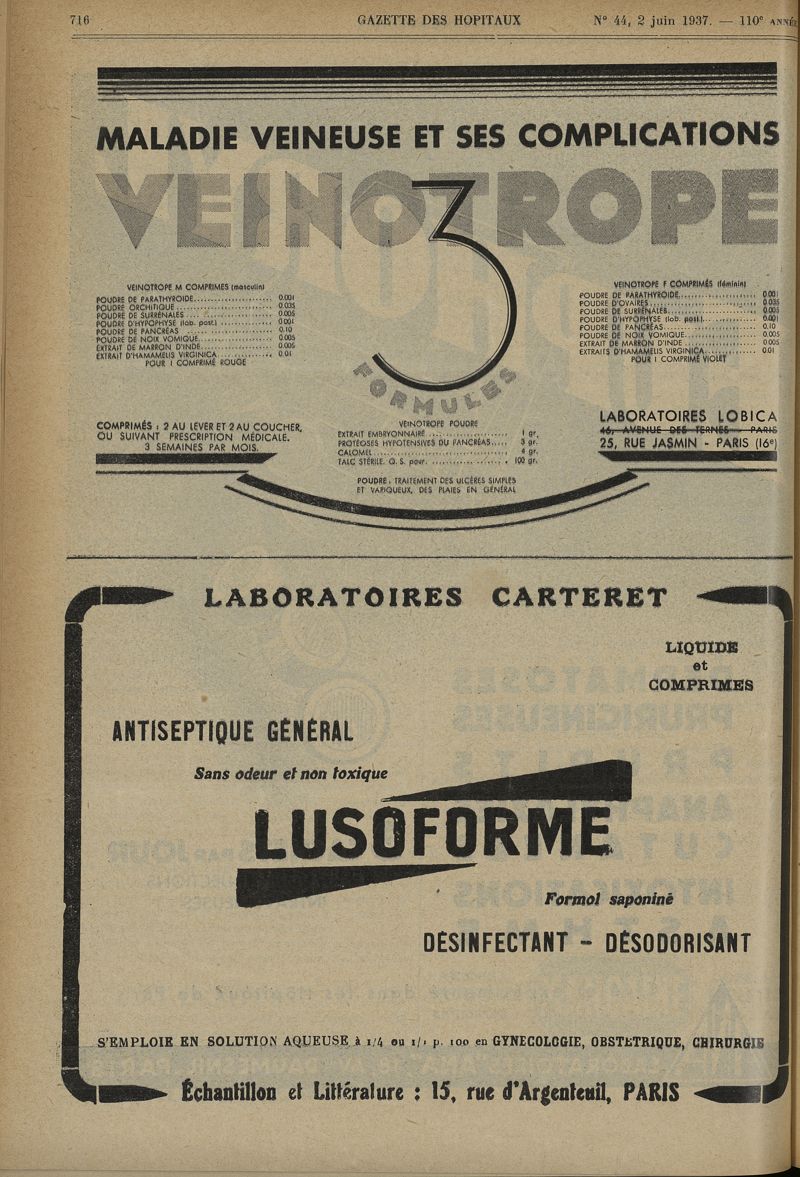 716
GAZETTE DES HOPITAUX
N° 44, 2 juin 1937. — 110e ANNÉE
MALADIE VEINEUSE ET SES COMPLICATIONS
VEINOTROPE
3
FORMULES
VEINOTROPE M COMPRIMÉS (masculin)
POUDRE DE PARATHYROIDE...................... 0.001
POUDRE ORCHITIQUE.......................... 0.035
POUDRE DE SURRÉNALES....................... 0.005
POUDRE D'HYPOPHYSE (lob. post.)............. 0.001
POUDRE DE PANCRÉAS......................... 0.10
POUDRE DE NOIX VOMIQUE..................... 0.005
EXTRAIT DE MARRON D'INDE................... 0.005
EXTRAIT D'HAMAMELIS VIRGINICA............... 0.01
POUR 1 COMPRIMÉ ROUGE
VEINOTROPE F COMPRIMÉS (féminin)
POUDRE DE PARATHYROIDE...................... 0.001
POUDRE D'OVAIRES........................... 0.035
POUDRE DE SURRÉNALES....................... 0.005
POUDRE D'HYPOPHYSE (lob. post.)............. 0.001
POUDRE DE PANCRÉAS......................... 0.10
POUDRE DE NOIX VOMIQUE..................... 0.005
EXTRAIT DE MARRON D'INDE................... 0.005
EXTRAITS D'HAMAMELIS VIRGINICA.............. 0.01
POUR 1 COMPRIMÉ VIOLET
COMPRIMÉS : 2 AU LEVER ET 2 AU COUCHER,
OU SUIVANT PRESCRIPTION MÉDICALE.
3 SEMAINES PAR MOIS.
VEINOTROPE POUDRE
EXTRAIT EMBRYONNAIRE ...................... 1 gr.
PROTÉOSES HYPOTENSIVES DU PANCRÉAS..... 3 gr.
CALOMEL................................... 4 gr.
TALC STÉRILE. Q. S. pour................... 100 gr.
POUDRE : TRAITEMENT DES ULCÈRES SIMPLES
ET VARIQUEUX, DES PLAIES EN GÉNÉRAL
LABORATOIRES LOBICA
46, AVENUE DES TERNES - PARIS
25, RUE JASMIN - PARIS (16e)
LABORATOIRES CARTERET
LIQUIDE
et
COMPRIMES
ANTISEPTIQUE GÉNÉRAL
Sans odeur et non toxique
LUSOFORME
Formol saponiné
DÉSINFECTANT - DÉSODORISANT
S'EMPLOIE EN SOLUTION AQUEUSE à 1/4 ou 1/2 p. 100 en GYNECOLOGIE, OBSTETRIQUE, CHIRURGIE
Échantillon et Littérature : 15, rue d'Argenteuil, PARIS